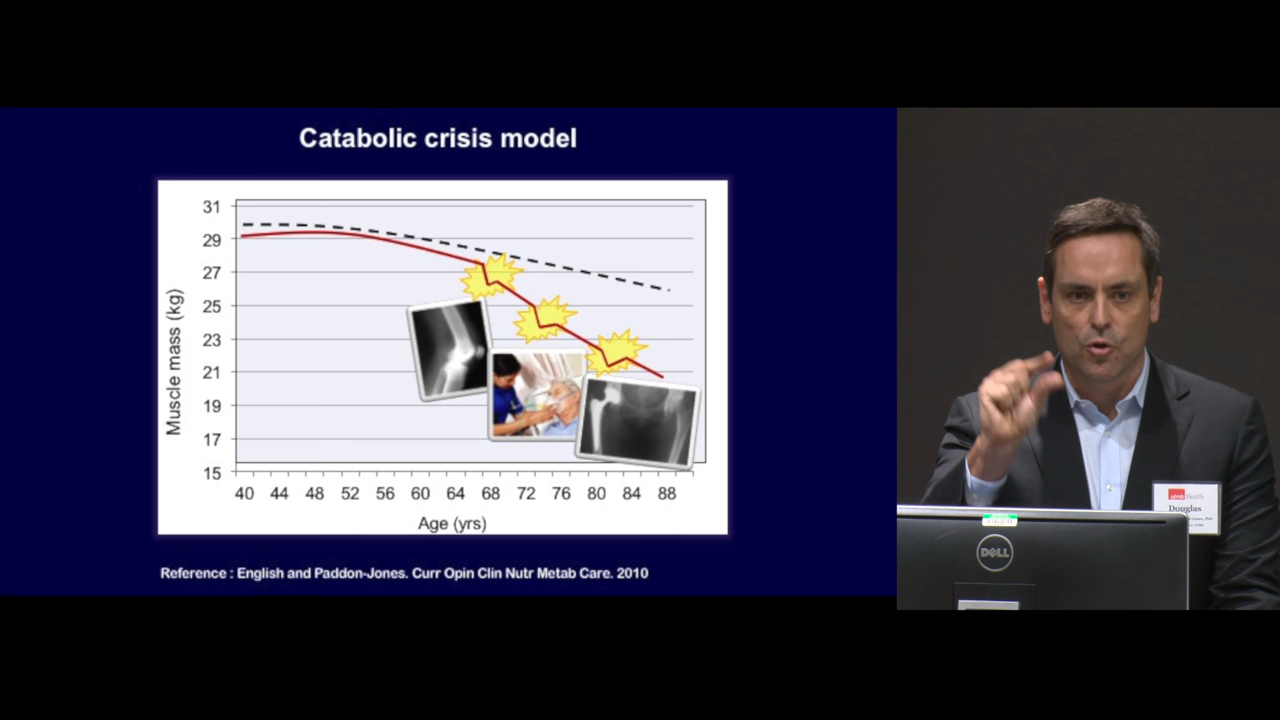 Catabolic crisis model
31
29
27
25
23
21
19
17
15
Muscle mass (kg)
40 44 48 52 56 60 64 68 72 76 80 84 88
Age (yrs)
Reference : English and Paddon-Jones. Curr Opin Clin Nutr Metab Care. 2010
utmb Health
Douglas
DELL